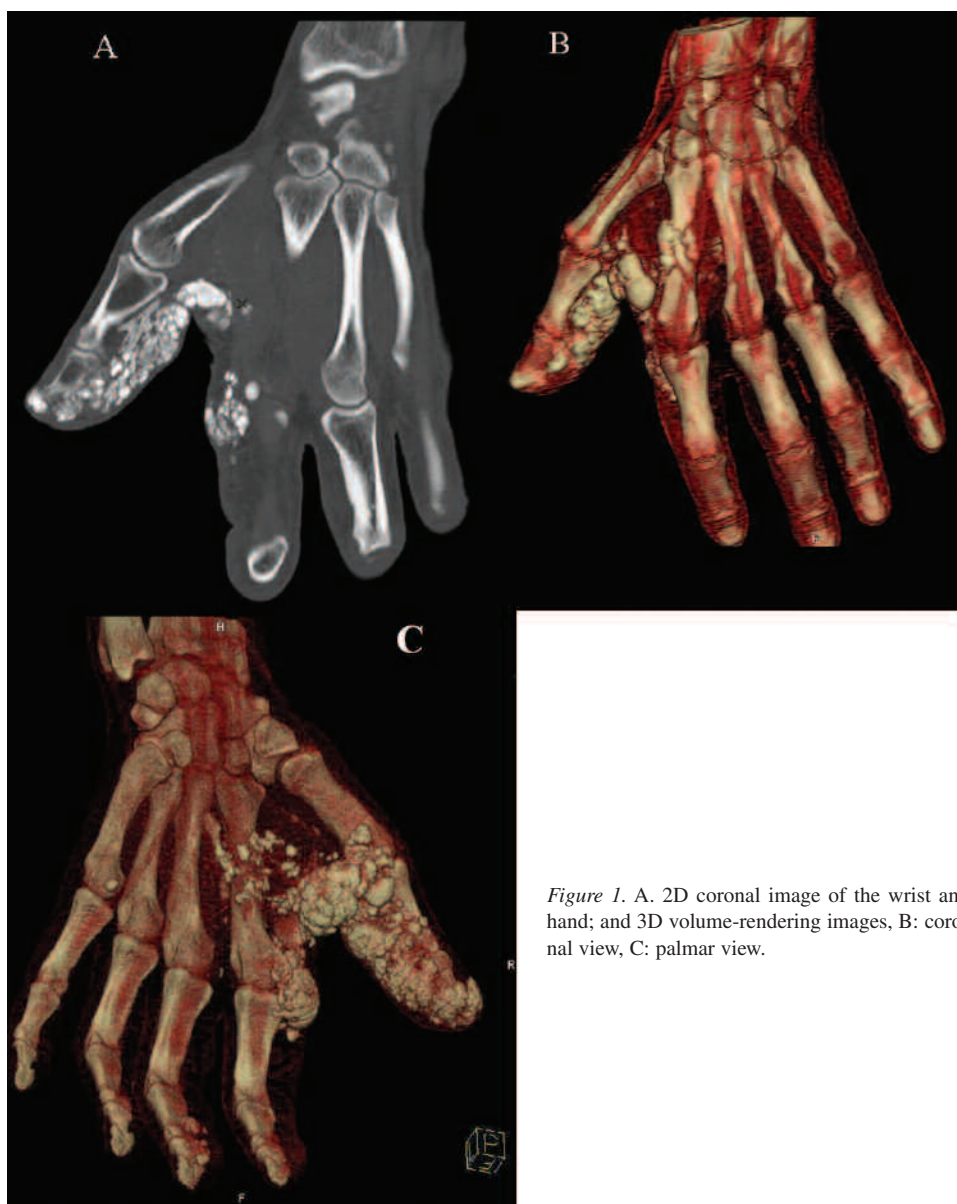 A
B
H
C
R
Figure 1. A. 2D coronal image of the wrist an
hand; and 3D volume-rendering images, B: coro
nal view, C: palmar view.
P
F
F